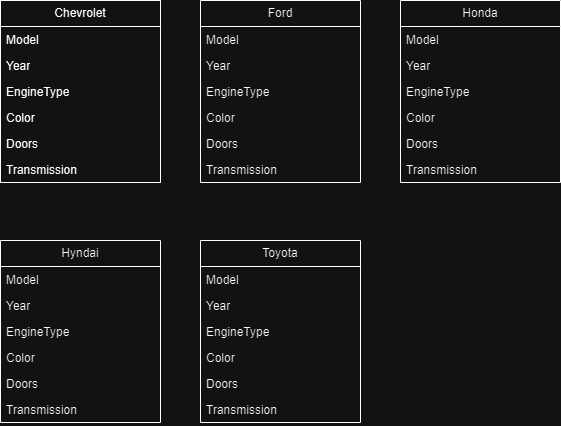 Chevrolet
Model
Year
EngineType
Color
Doors
Transmission
Ford
Model
Year
EngineType
Color
Doors
Transmission
Honda
Model
Year
EngineType
Color
Doors
Transmission
Hyndai
Model
Year
EngineType
Color
Doors
Transmission
Toyota
Model
Year
EngineType
Color
Doors
Transmission